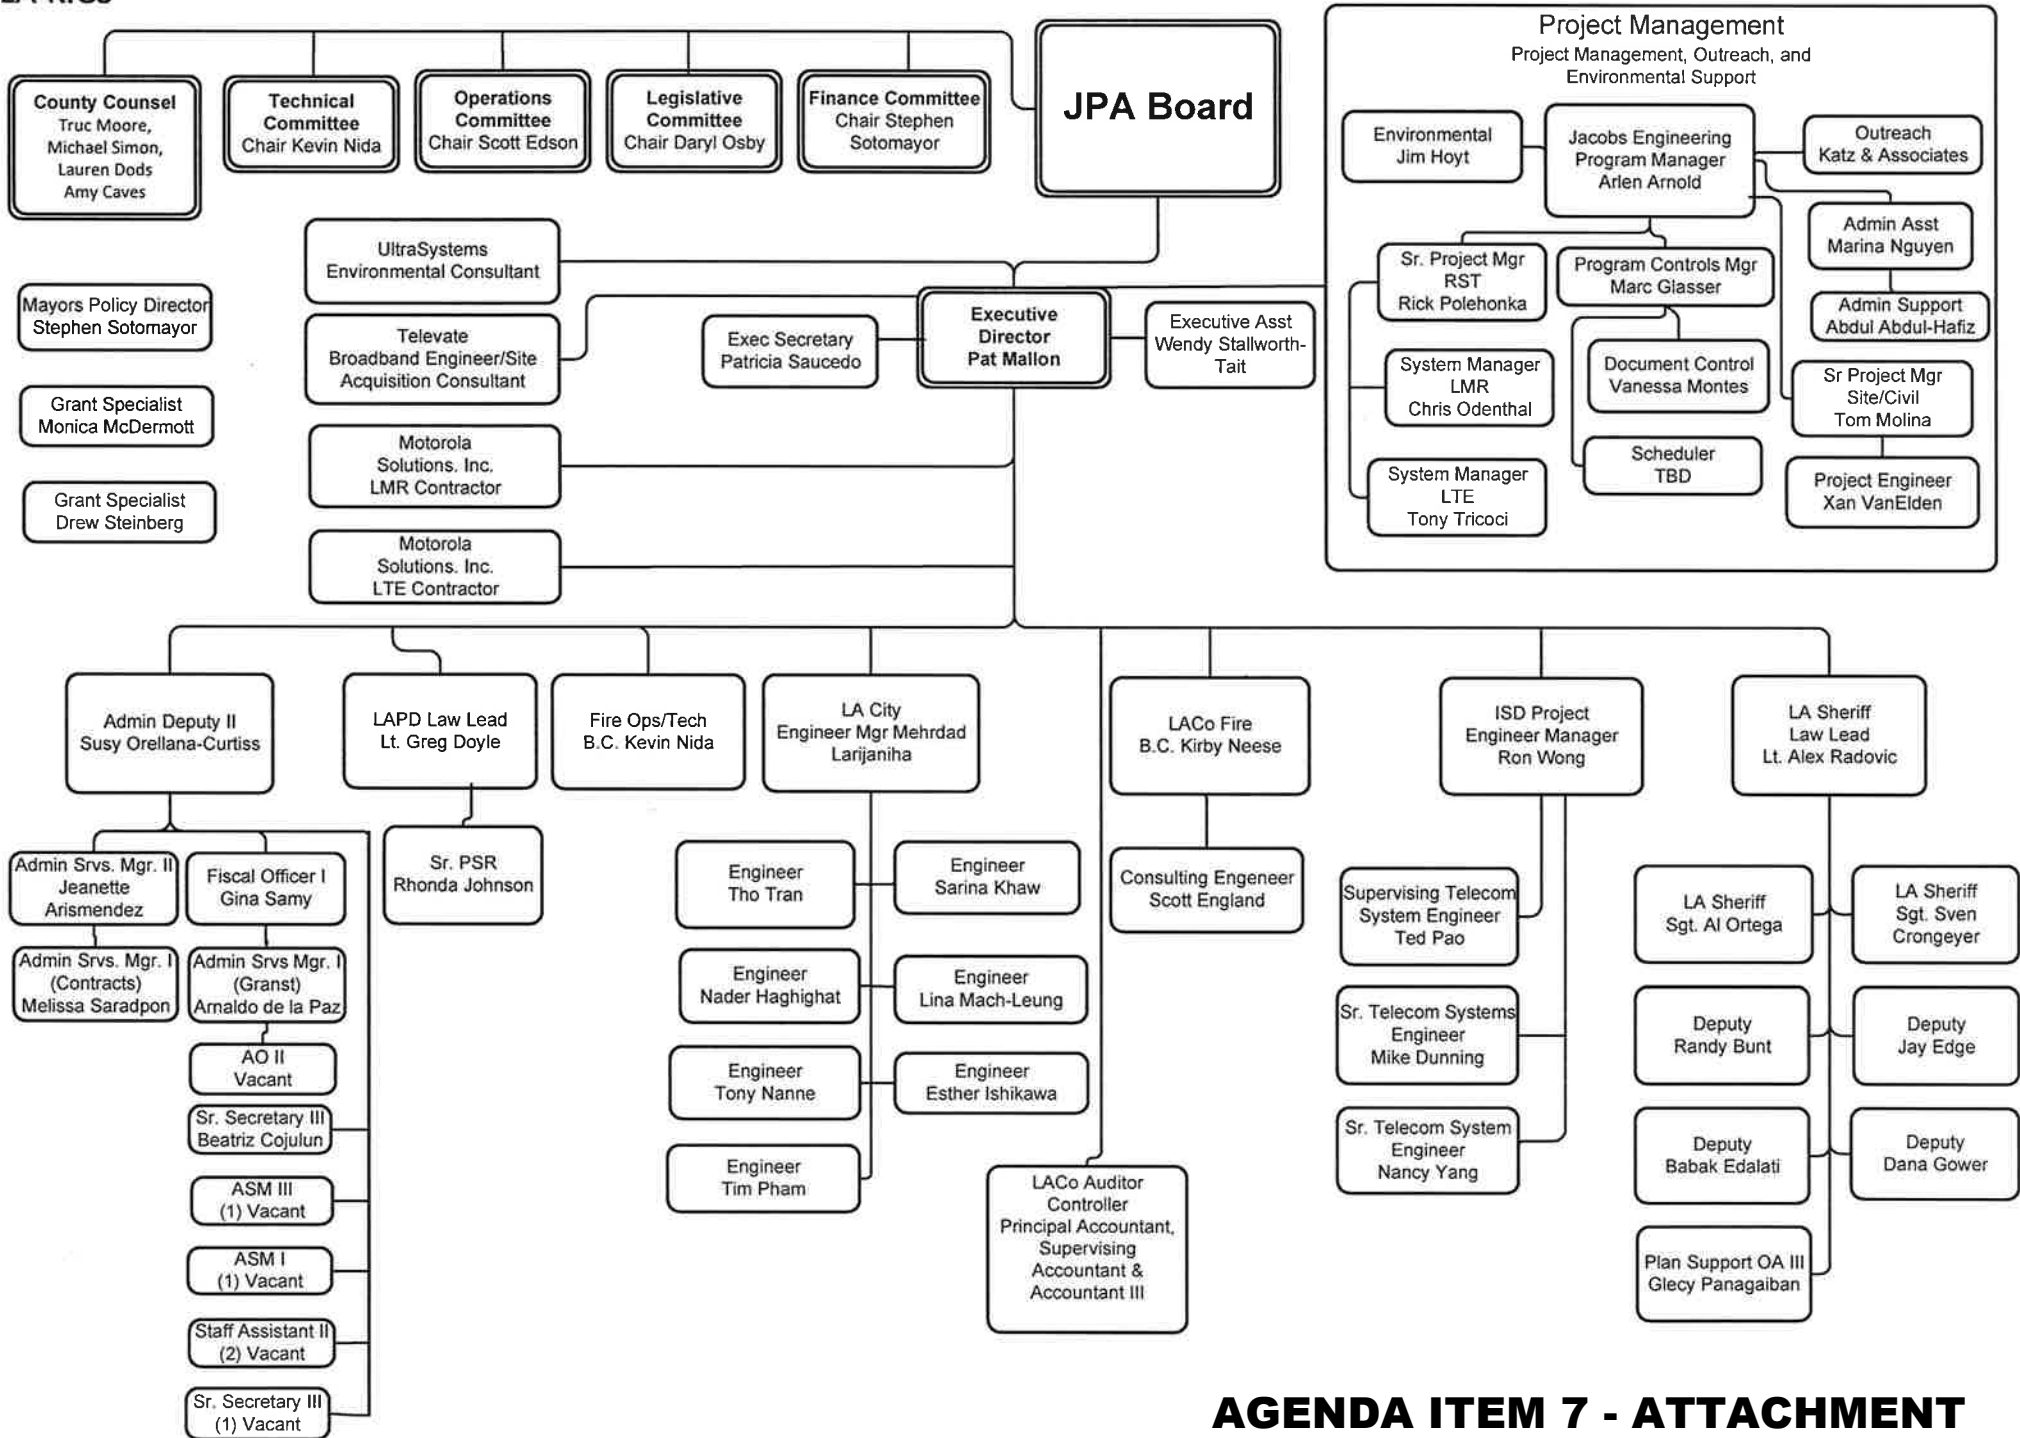 County Counsel
Truc Moore,
Michael Simon,
Lauren Dods
Amy Caves
Technical
Committee
Chair Kevin Nida
Operations
Committee
Chair Scott Edson
Legislative
Committee
Chair Daryl Osby
Finance Committee
Chair Stephen
Sotomayor
JPA Board
Project Management
Project Management, Outreach, and
Environmental Support
Environmental
Jim Hoyt
Jacobs Engineering
Program Manager
Arlen Arnold
Outreach
Katz & Associates
Admin Asst
Marina Nguyen
Admin Support
Abdul Abdul-Hafiz
Sr. Project Mgr
RST
Rick Polehonka
Program Controls Mgr
Marc Glasser
System Manager
LMR
Chris Odenthal
Document Control
Vanessa Montes
Sr Project Mgr
Site/Civil
Tom Molina
System Manager
LTE
Tony Tricoci
Scheduler
TBD
Project Engineer
Xan VanElden
UltraSystems
Environmental Consultant
Mayors Policy Director
Stephen Sotomayor
Televate
Broadband Engineer/Site
Acquisition Consultant
Exec Secretary
Patricia Saucedo
Executive
Director
Pat Mallon
Executive Asst
Wendy Stallworth-
Tait
Grant Specialist
Monica McDermott
Motorola
Solutions. Inc.
LMR Contractor
Grant Specialist
Drew Steinberg
Motorola
Solutions. Inc.
LTE Contractor
Admin Deputy II
Susy Orellana-Curtiss
LAPD Law Lead
Lt. Greg Doyle
Fire Ops/Tech
B.C. Kevin Nida
LA City
Engineer Mgr Mehrdad
Larijaniha
LACo Fire
B.C. Kirby Neese
ISD Project
Engineer Manager
Ron Wong
LA Sheriff
Law Lead
Lt. Alex Radovic
Admin Srvs. Mgr. II
Jeanette
Arismendez
Fiscal Officer I
Gina Samy
Sr. PSR
Rhonda Johnson
Admin Srvs. Mgr. I
(Contracts)
Melissa Saradpon
Admin Srvs Mgr. I
(Granst)
Arnaldo de la Paz
AO II
Vacant
Sr. Secretary III
Beatriz Cojulun
ASM III
(1) Vacant
ASM I
(1) Vacant
Staff Assistant II
(2) Vacant
Sr. Secretary III
(1) Vacant
Engineer
Tho Tran
Engineer
Sarina Khaw
Engineer
Nader Haghighat
Engineer
Lina Mach-Leung
Engineer
Tony Nanne
Engineer
Esther Ishikawa
Engineer
Tim Pham
LACo Auditor
Controller
Principal Accountant,
Supervising
Accountant &
Accountant III
Consulting Engeneer
Scott England
Supervising Telecom
System Engineer
Ted Pao
Sr. Telecom Systems
Engineer
Mike Dunning
Sr. Telecom System
Engineer
Nancy Yang
LA Sheriff
Sgt. Al Ortega
LA Sheriff
Sgt. Sven
Crongeyer
Deputy
Randy Bunt
Deputy
Jay Edge
Deputy
Babak Edalati
Deputy
Dana Gower
Plan Support OA III
Glecy Panagaiban
AGENDA ITEM 7 - ATTACHMENT